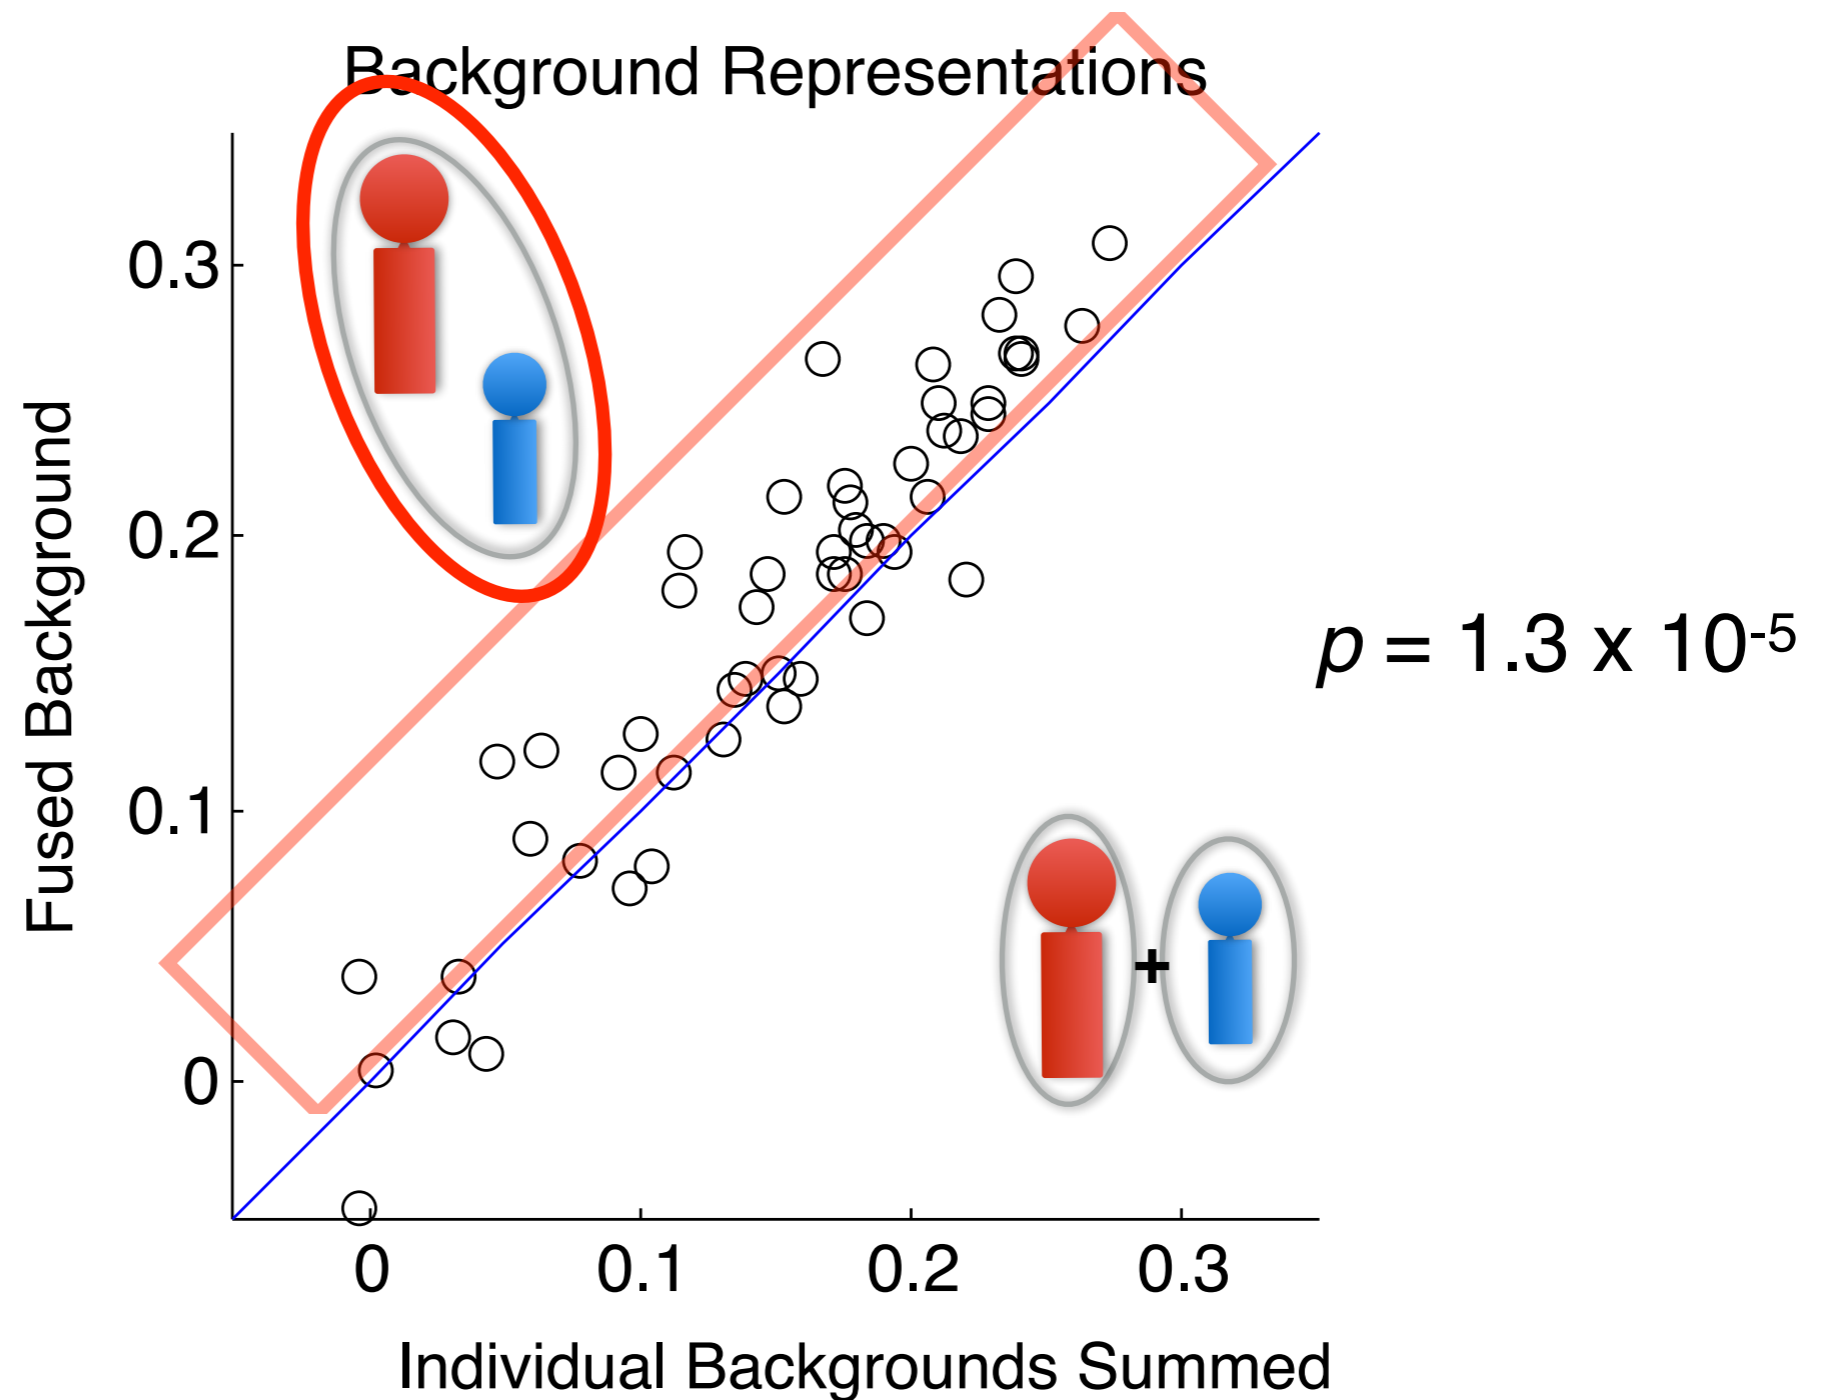 Background Representations
0.3
0.2
0.1
0
Fused Background
p = 1.3 x 10-5
+
0 0.1 0.2 0.3
Individual Backgrounds Summed